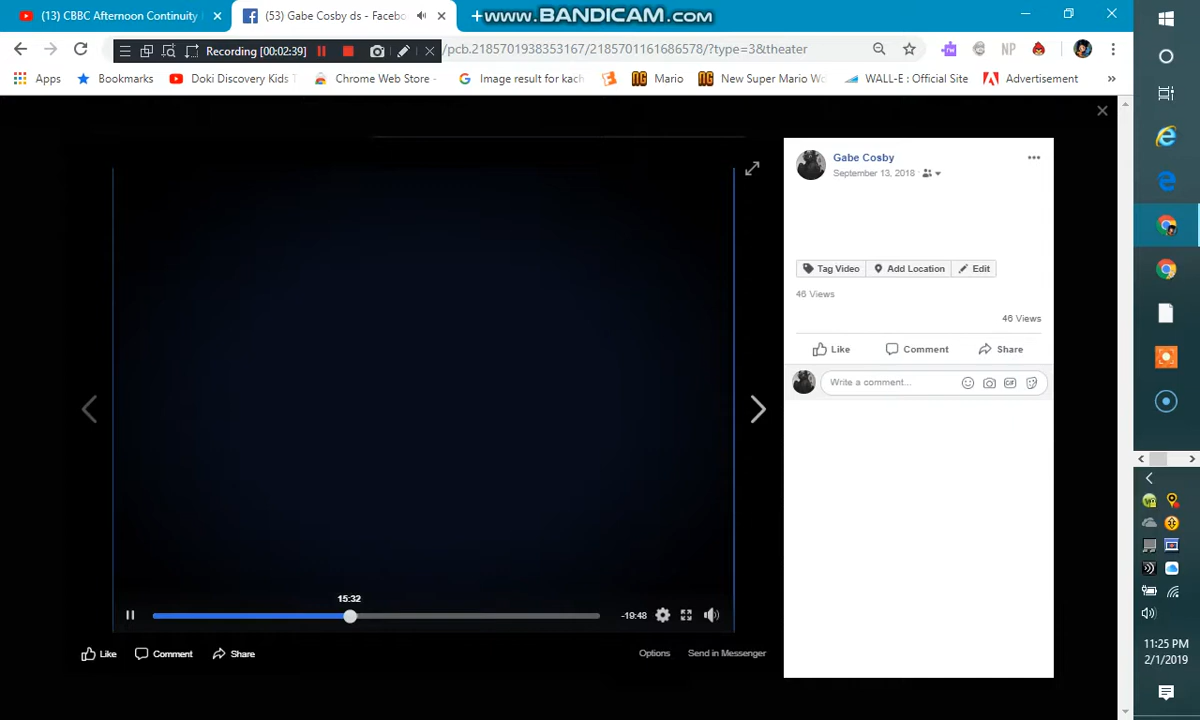 (13) CBBC Afternoon Continuity
(53) Gabe Cosby ds - Facebo
www.BANDICAM.com
Recording [00:02:39]
/pcb.2185701938353167/2185701161686578/?type=3&theater
Apps
Bookmarks
Doki Discovery Kids T
Chrome Web Store -
Image result for kach
Mario
New Super Mario Wo
WALL-E : Official Site
Advertisement
»
NP
Gabe Cosby
September 13, 2018
Tag Video
Add Location
Edit
46 Views
46 Views
Like
Comment
Share
Write a comment...
GIF
15:32
-19:48
Like
Comment
Share
Options
Send in Messenger
11:25 PM
2/1/2019